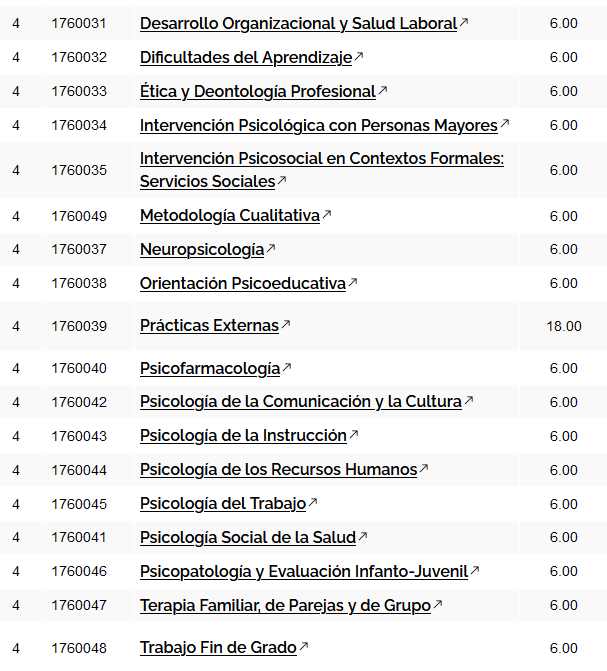 4 1760031 Desarrollo Organizacional y Salud Laboral 6.00
4 1760032 Dificultades del Aprendizaje 6.00
4 1760033 Ética y Deontología Profesional 6.00
4 1760034 Intervención Psicológica con Personas Mayores 6.00
4 1760035 Intervención Psicosocial en Contextos Formales:
Servicios Sociales 6.00
4 1760049 Metodología Cualitativa 6.00
4 1760037 Neuropsicología 6.00
4 1760038 Orientación Psicoeducativa 6.00
4 1760039 Prácticas Externas 18.00
4 1760040 Psicofarmacología 6.00
4 1760042 Psicología de la Comunicación y la Cultura 6.00
4 1760043 Psicología de la Instrucción 6.00
4 1760044 Psicología de los Recursos Humanos 6.00
4 1760045 Psicología del Trabajo 6.00
4 1760041 Psicología Social de la Salud 6.00
4 1760046 Psicopatología y Evaluación Infanto-Juvenil 6.00
4 1760047 Terapia Familiar, de Parejas y de Grupo 6.00
4 1760048 Trabajo Fin de Grado 6.00